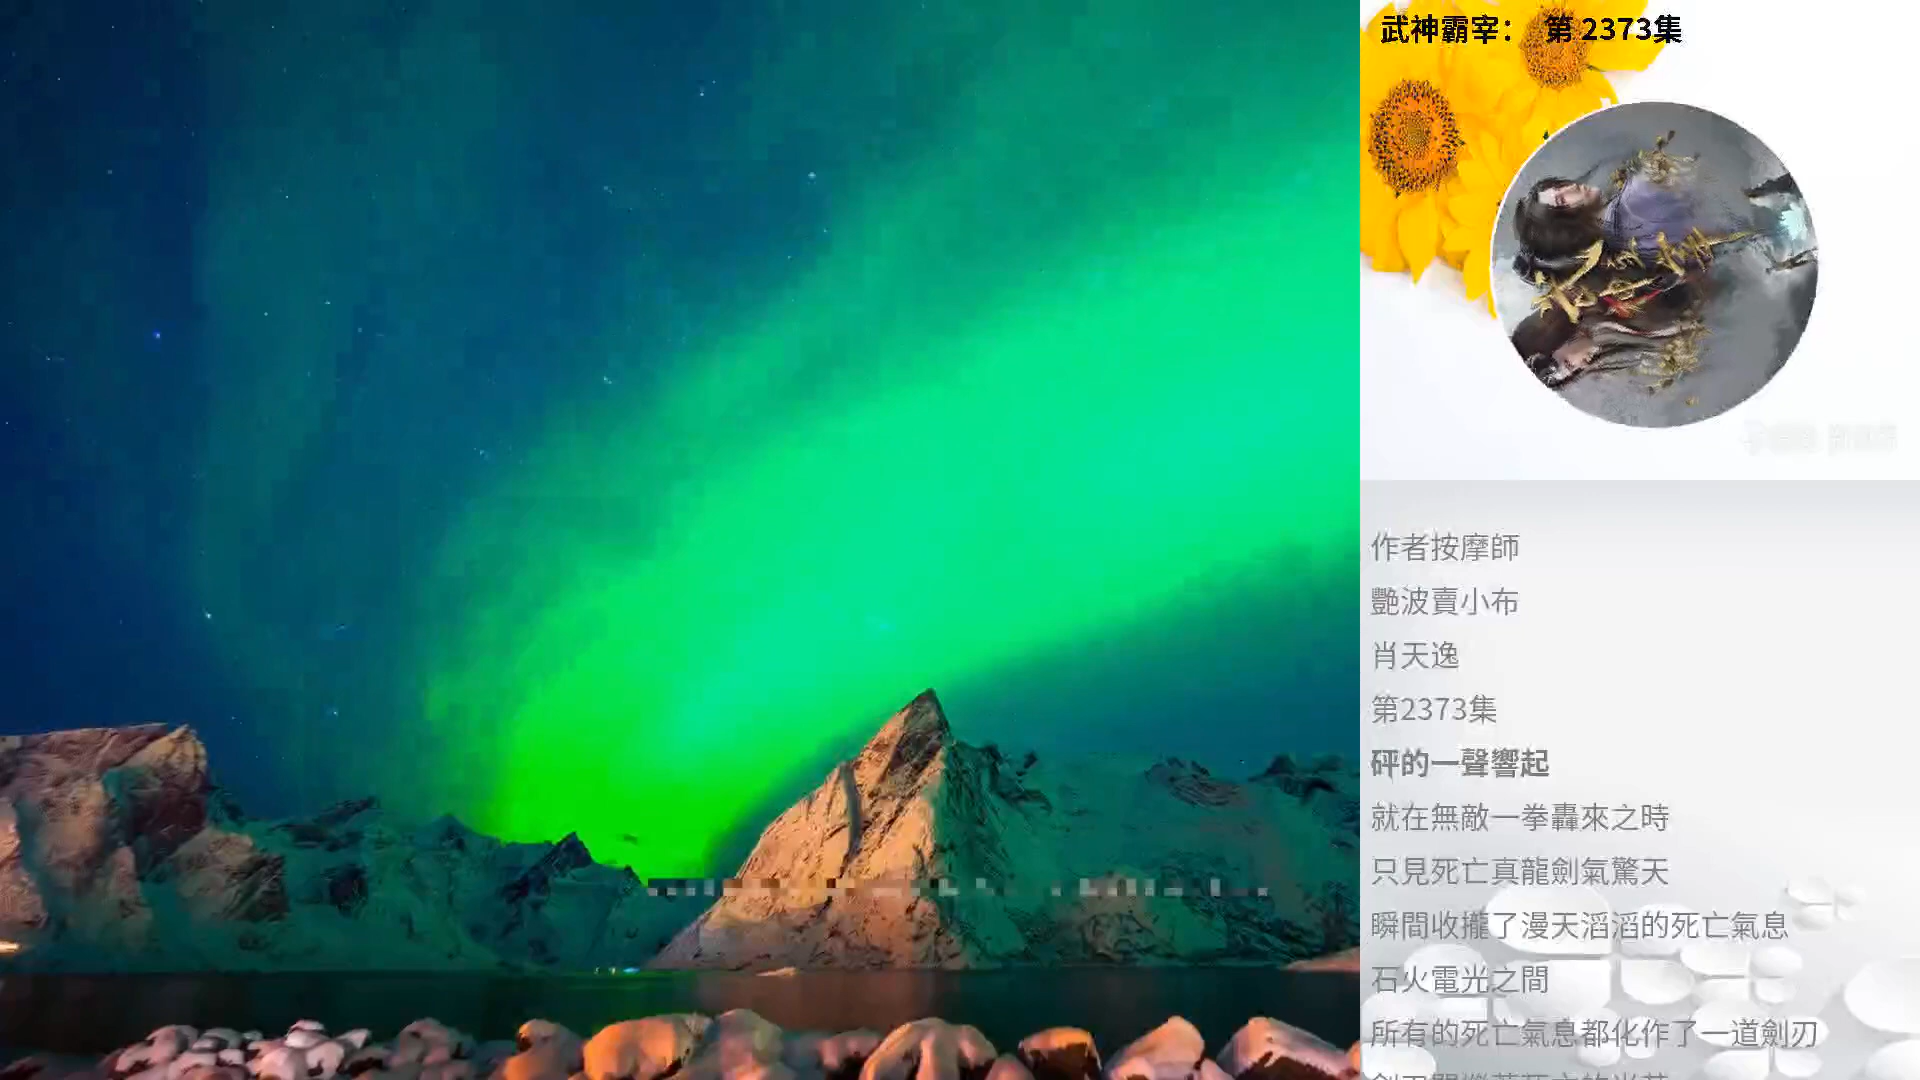 武神霸宰： 第 2373集
作者按摩師
艷波賣小布
肖天逸
第2373集
砰的一聲響起
就在無敵一拳轟來之時
只見死亡真龍劍氣驚天
瞬間收攏了漫天滔滔的死亡氣息
石火電光之間
所有的死亡氣息都化作了一道劍刃